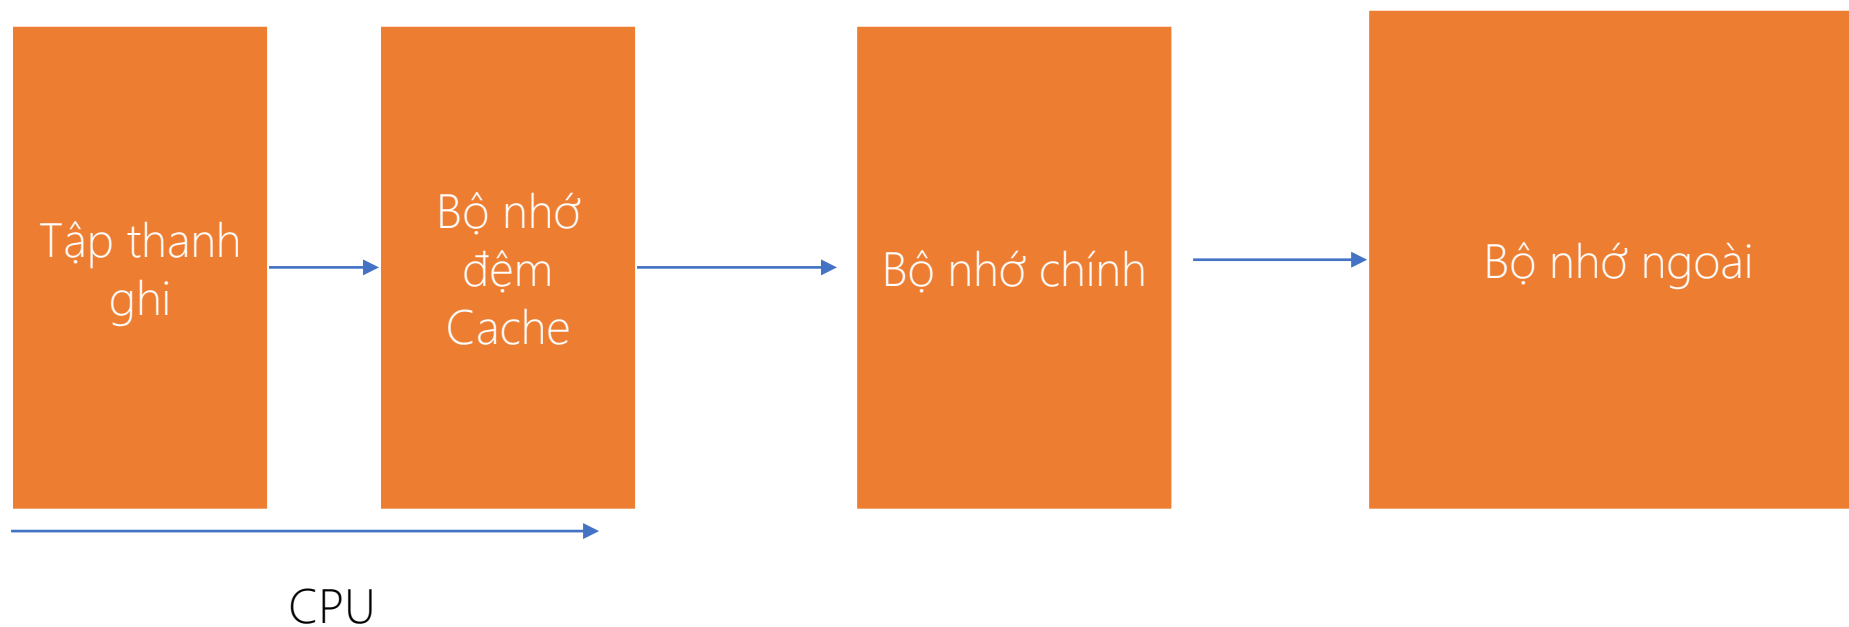 Tập thanh
ghi
Bộ nhớ
đệm
Cache
Bộ nhớ chính
Bộ nhớ ngoài
CPU